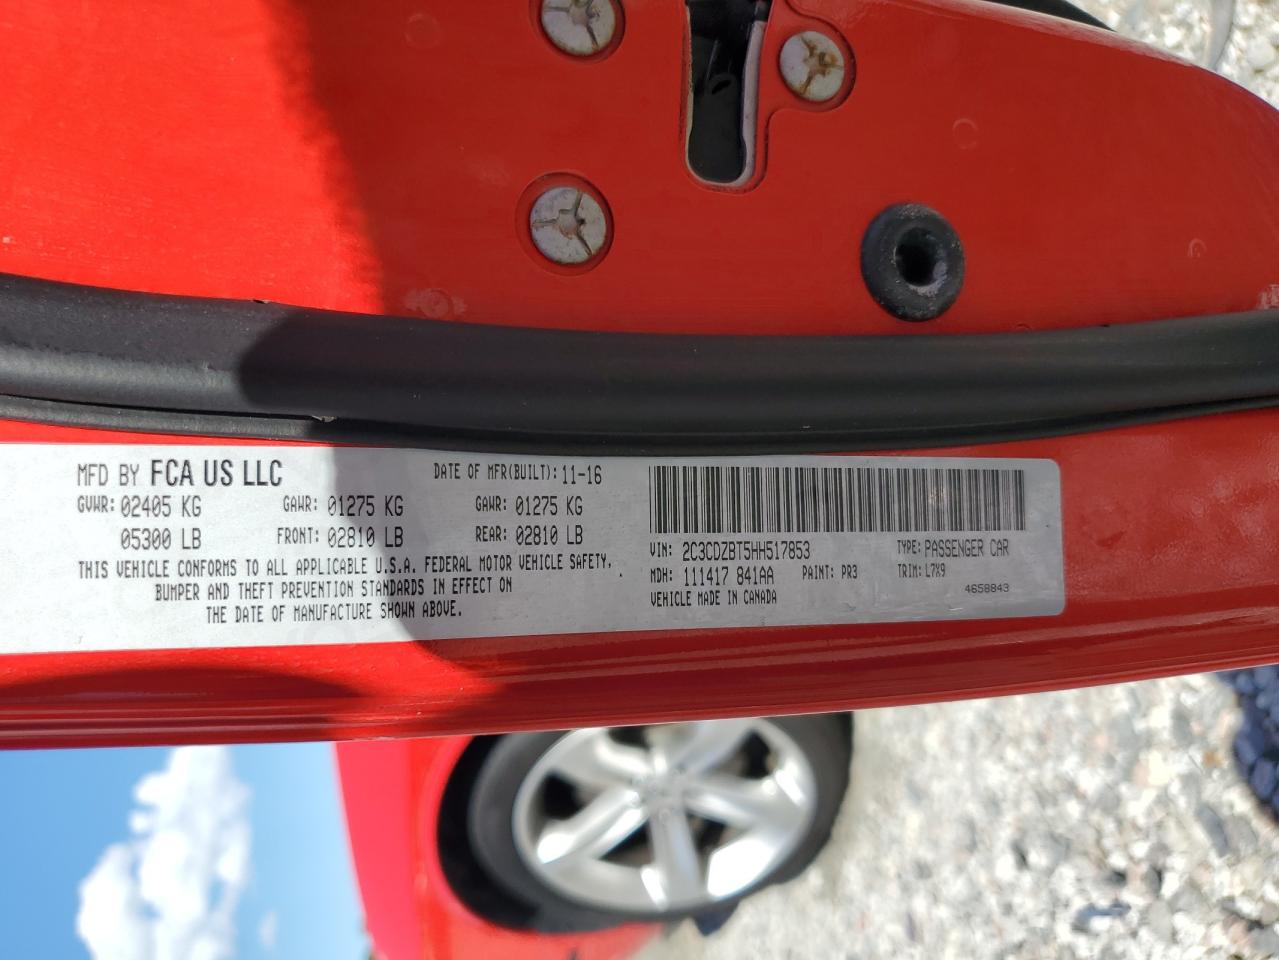 MFD BY FCA US LLC DATE OF MFR(BUILT): 11-16
GVWR: 02405 KG GAWR: 01275 KG GAWR: 01275 KG
05300 LB FRONT: 02810 LB REAR: 02810 LB
THIS VEHICLE CONFORMS TO ALL APPLICABLE U.S.A. FEDERAL MOTOR VEHICLE SAFETY,
BUMPER AND THEFT PREVENTION STANDARDS IN EFFECT ON
THE DATE OF MANUFACTURE SHOWN ABOVE.
VIN: 2C3CDZBT5HH517853 TYPE: PASSENGER CAR
MDH: 111417 841AA PAINT: PR3 TRIM: L7X9
VEHICLE MADE IN CANADA 4658843